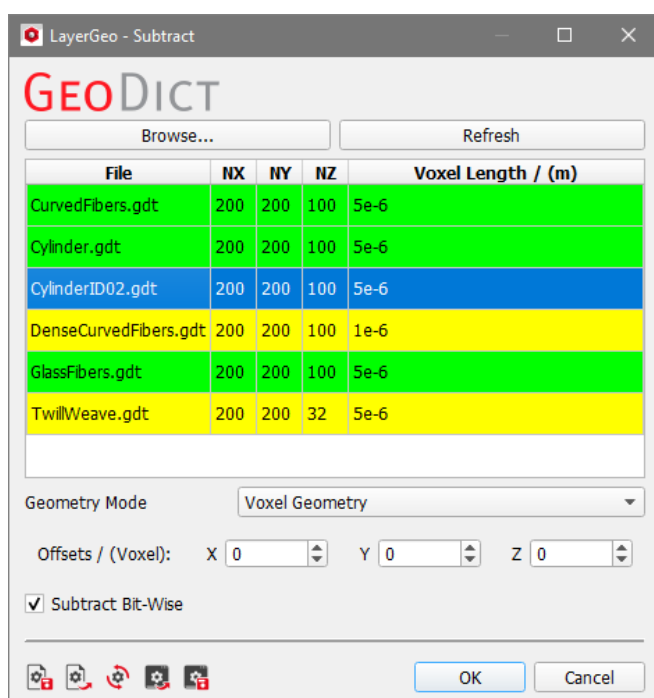 LayerGeo - Subtract
GEODICT
Browse... Refresh
File NX NY NZ Voxel Length / (m)
CurvedFibers.gdt 200 200 100 5e-6
Cylinder.gdt 200 200 100 5e-6
CylinderID02.gdt 200 200 100 5e-6
DenseCurvedFibers.gdt 200 200 100 1e-6
GlassFibers.gdt 200 200 100 5e-6
TwillWeave.gdt 200 200 32 5e-6
Geometry Mode Voxel Geometry
Offsets / (Voxel): X 0 Y 0 Z 0
Subtract Bit-Wise
OK Cancel